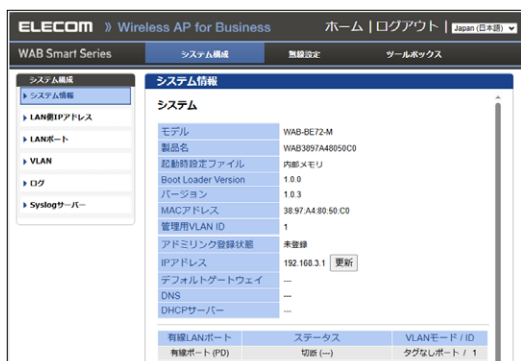 ELECOM » Wireless AP for Business ホーム | ログアウト | Japan (日本語)
WAB Smart Series システム構成 無線設定 ツールボックス
システム構成
システム情報
LAN側IPアドレス
LANポート
VLAN
ログ
Syslogサーバー
システム情報
システム
モデル WAB-BE72-M
製品名 WAB3897A48050C0
起動時設定ファイル 内部メモリ
Boot Loader Version 1.0.0
バージョン 1.0.3
MACアドレス 38:97:A4:80:50:C0
管理用VLAN ID 1
アドミリンク登録状態 未登録
IPアドレス 192.168.3.1 更新
デフォルトゲートウェイ ---
DNS ---
DHCPサーバー ---
有線LANポート ステータス VLANモード / ID
有線ポート (PD) 切断 (---) タグなしポート / 1